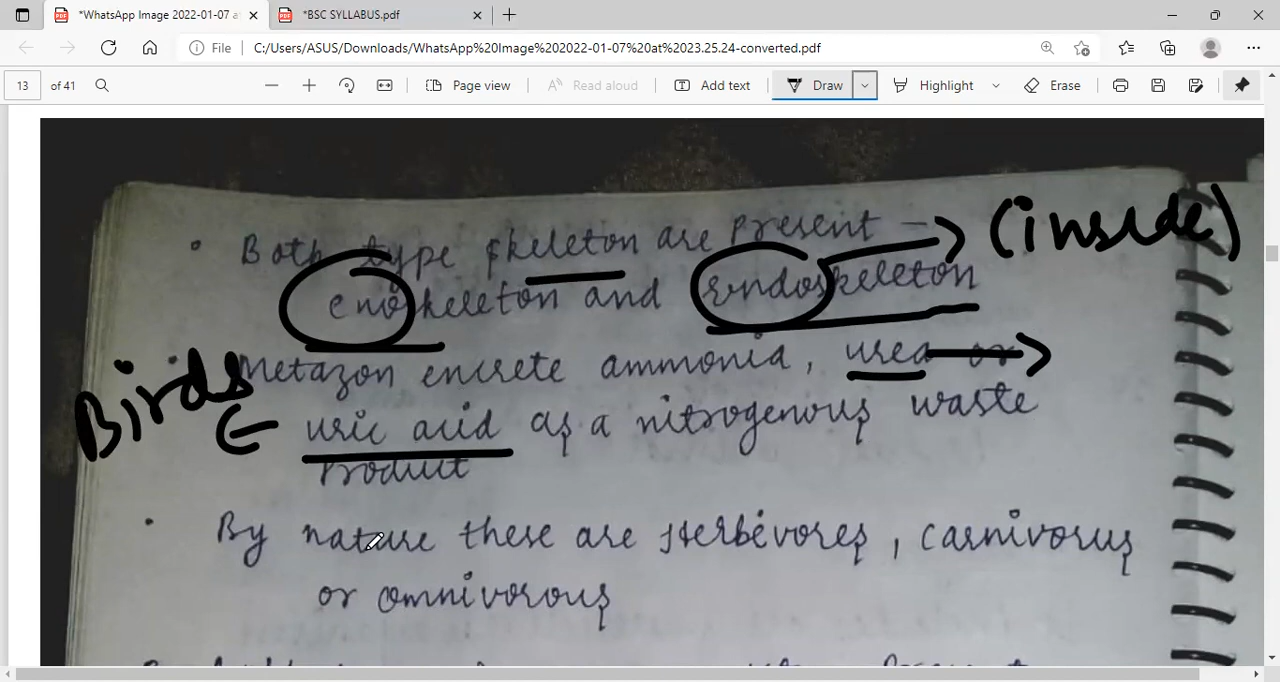 *WhatsApp Image 2022-01-07 a
*BSC SYLLABUS.pdf
File C:/Users/ASUS/Downloads/WhatsApp%20Image%202022-01-07%20at%2023.25.24-converted.pdf
13 of 41 Page view Read aloud Add text Draw Highlight Erase
Both type skeleton are present → (inside)
enoskeleton and endoskeleton
Birds Metazon encrete ammonia, urea or →
← uric acid as a nitrogenous waste
product
By nature these are Herbévores, carnivorus
or omnivorous